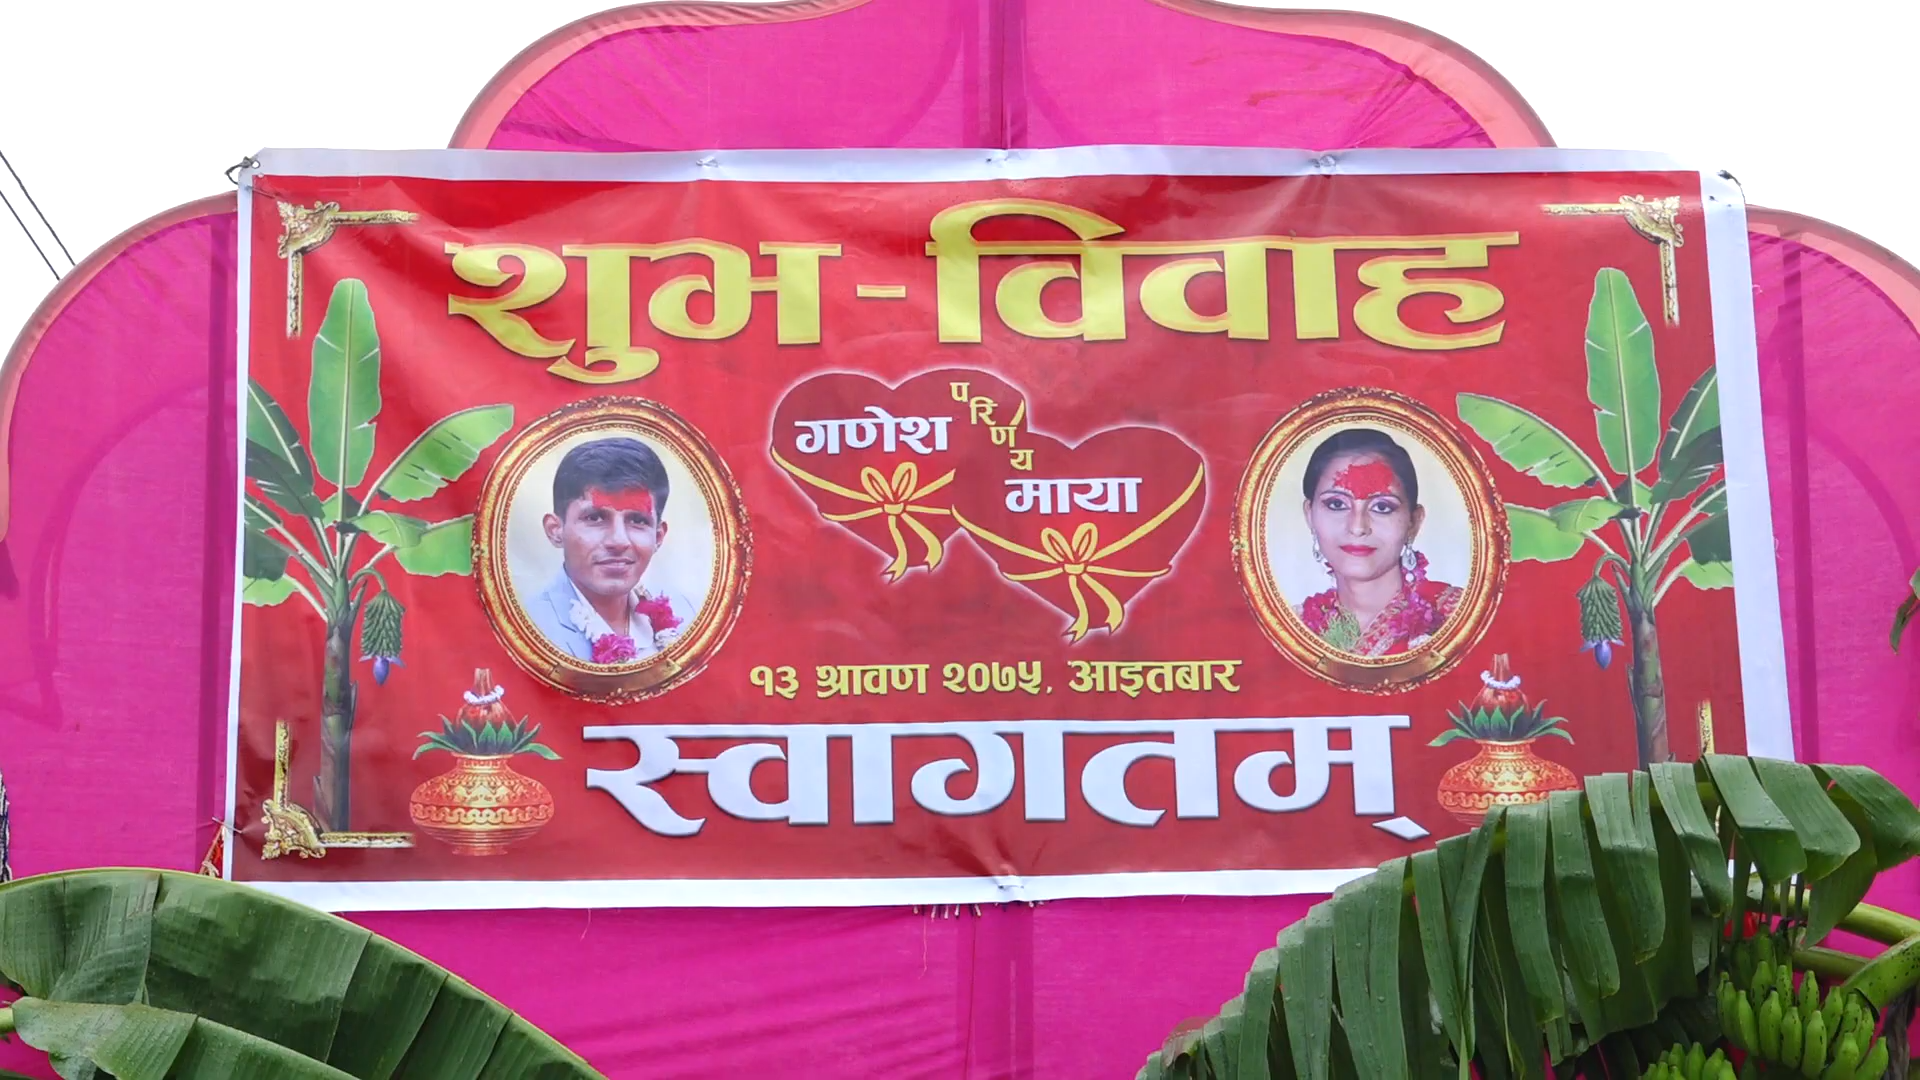 शुभ - विवाह
गणेश
परिणय
माया
१३ श्रावण २०७५, आइतबार
स्वागतम्